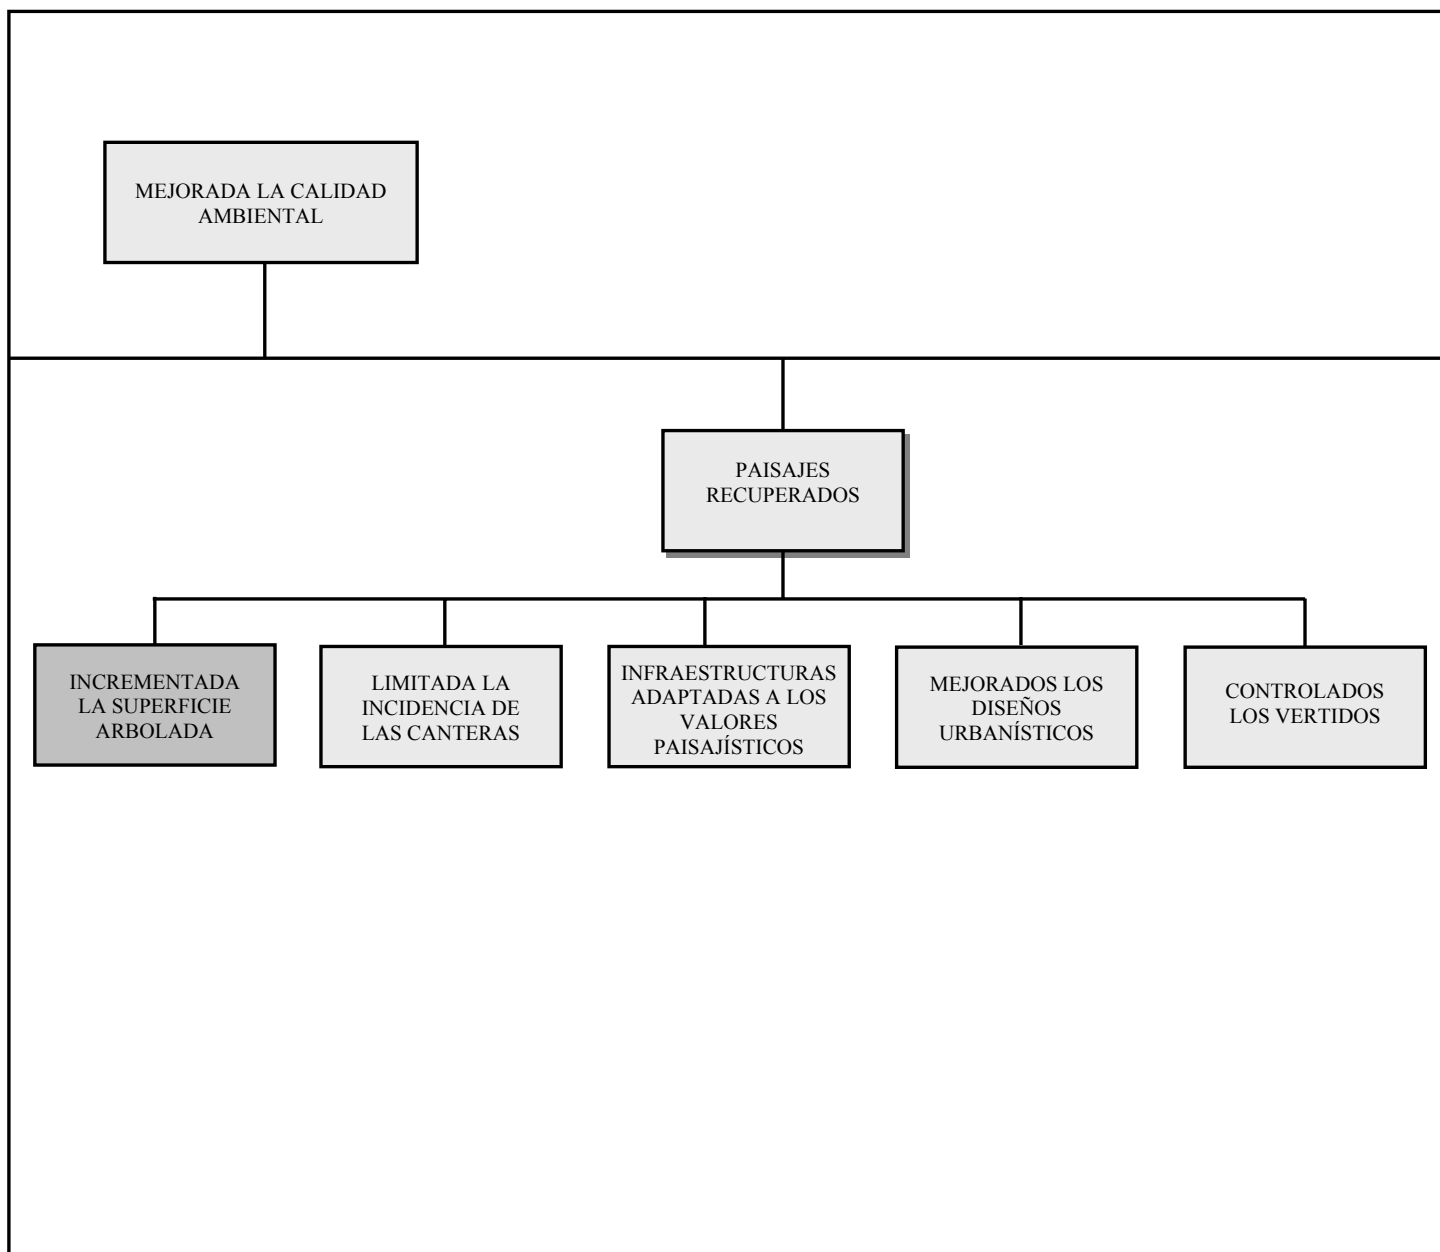 MEJORADA LA CALIDAD
AMBIENTAL
PAISAJES
RECUPERADOS
INCREMENTADA
LA SUPERFICIE
ARBOLADA
LIMITADA LA
INCIDENCIA DE
LAS CANTERAS
INFRAESTRUCTURAS
ADAPTADAS A LOS
VALORES
PAISAJÍSTICOS
MEJORADOS LOS
DISEÑOS
URBANÍSTICOS
CONTROLADOS
LOS VERTIDOS